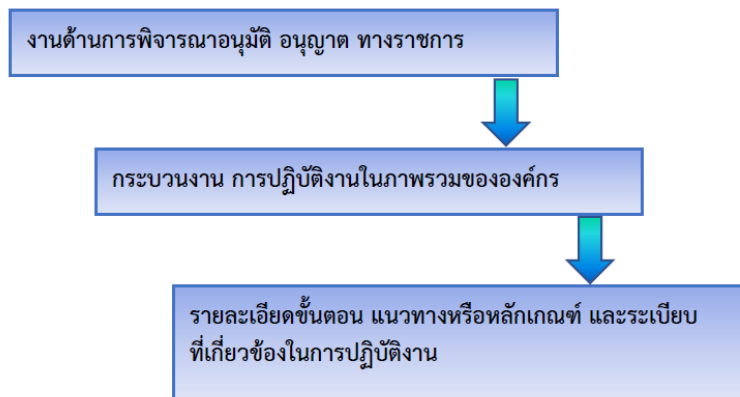 งานด้านการพิจารณาอนุมัติ อนุญาต ทางราชการ
กระบวนงาน การปฏิบัติงานในภาพรวมขององค์กร
รายละเอียดขั้นตอน แนวทางหรือหลักเกณฑ์ และระเบียบ
ที่เกี่ยวข้องในการปฏิบัติงาน